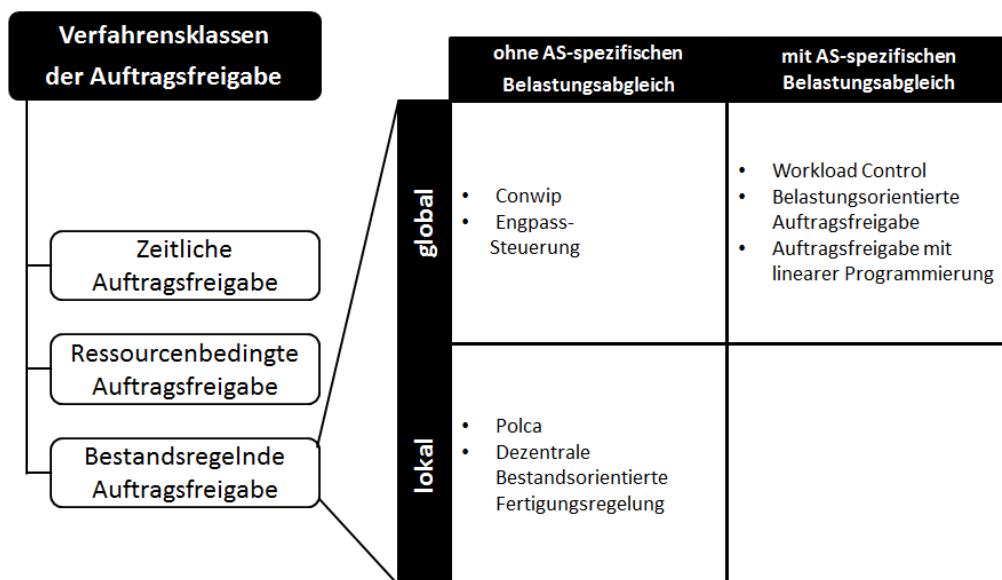 Verfahrensklassen
der Auftragsfreigabe
Zeitliche
Auftragsfreigabe
Ressourcenbedingte
Auftragsfreigabe
Bestandsregelnde
Auftragsfreigabe
ohne AS-spezifischen
Belastungsabgleich
mit AS-spezifischen
Belastungsabgleich
global
• Conwip
• Engpass-
Steuerung
• Workload Control
• Belastungsorientierte
Auftragsfreigabe
• Auftragsfreigabe mit
linearer Programmierung
lokal
• Polca
• Dezentrale
Bestandsorientierte
Fertigungsregelung